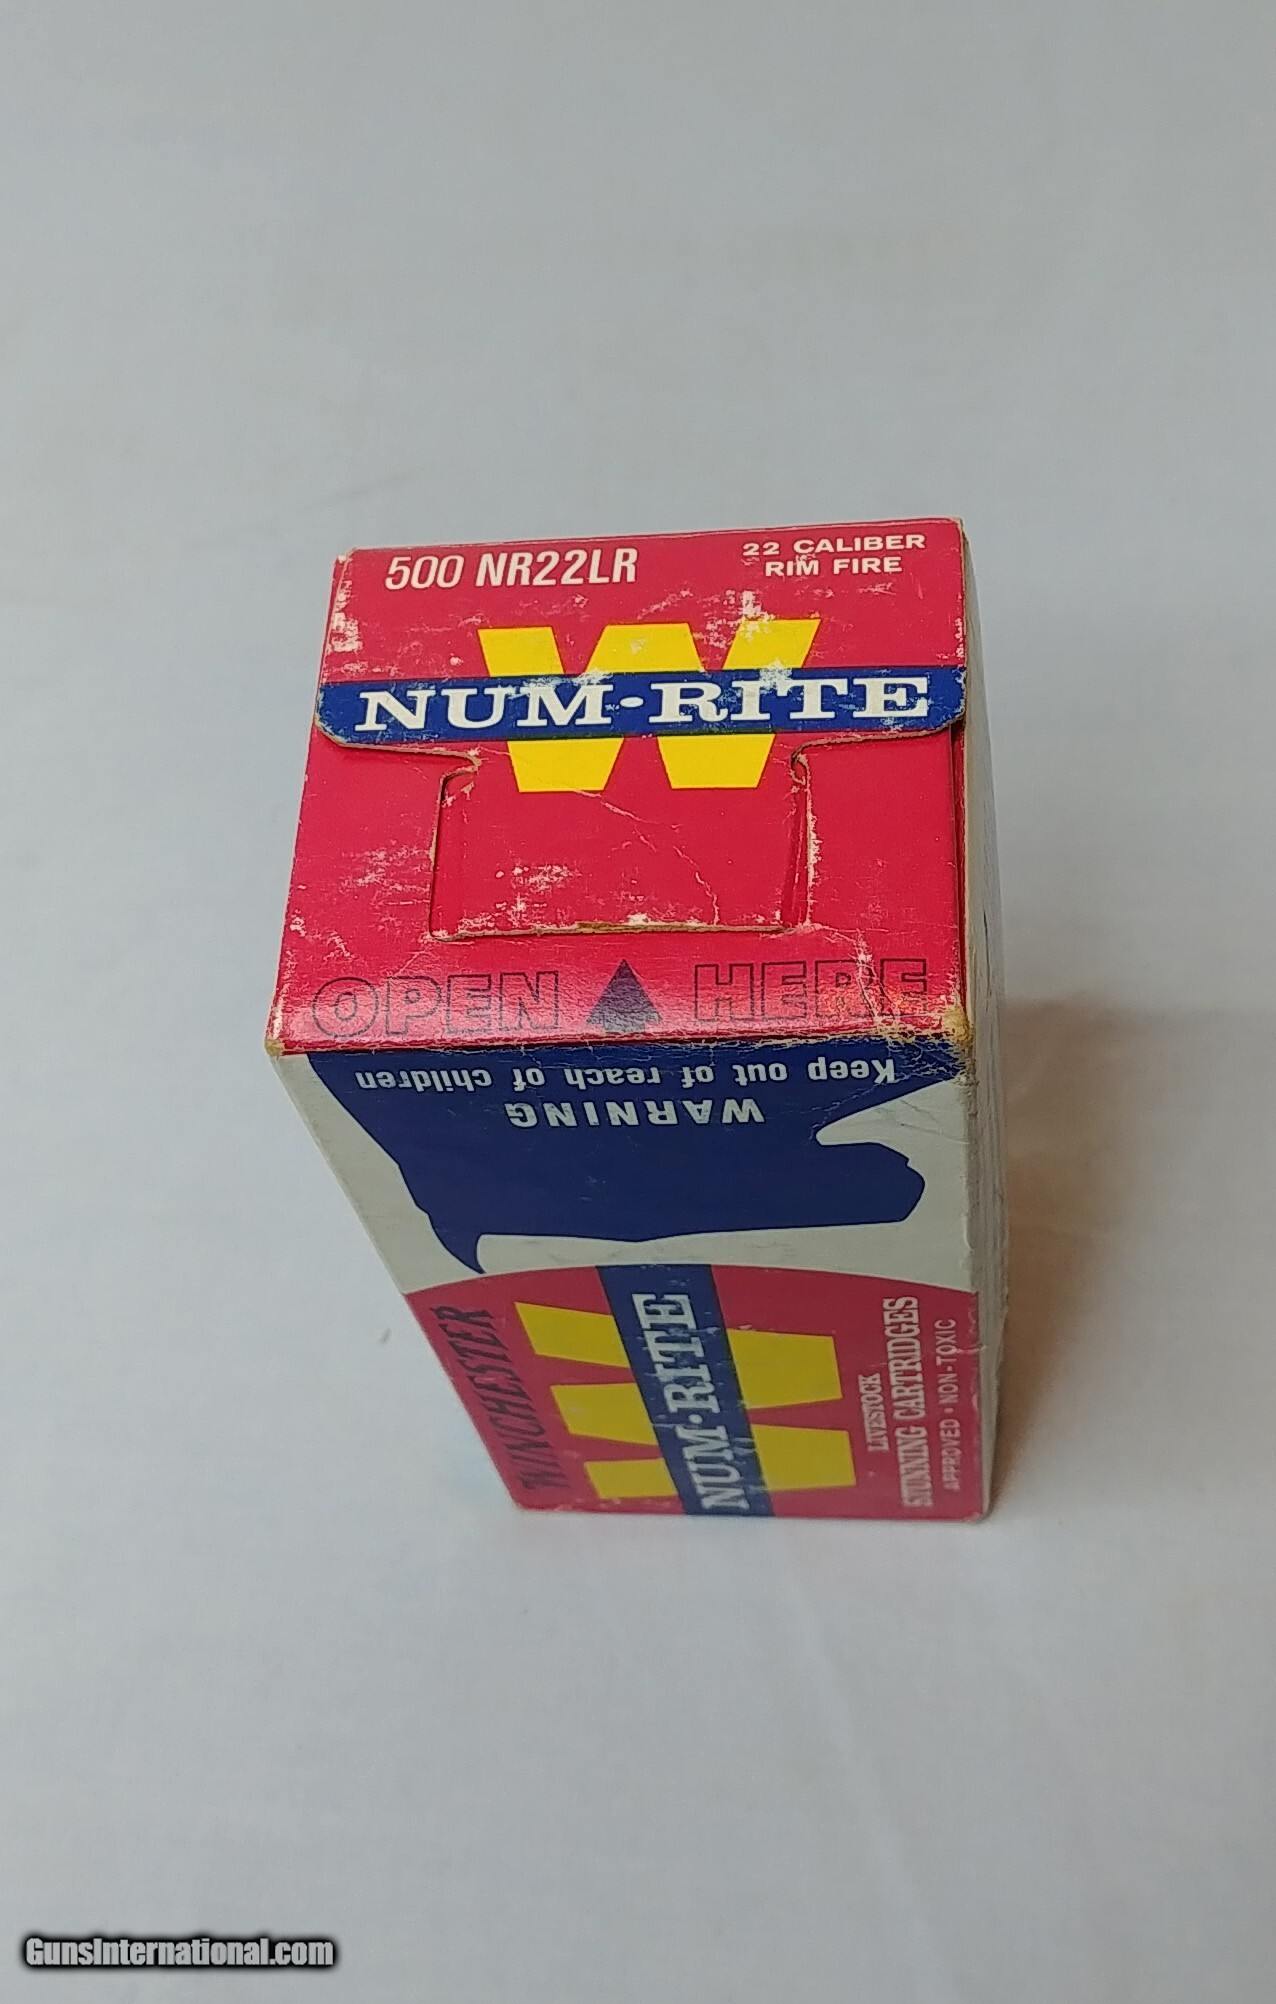 500 NR22LR
22 CALIBER
RIM FIRE
NUM·RITE
OPEN HERE
WARNING
Keep out of reach of children
WINCHESTER
NUM·RITE
LIVESTOCK
STUNNING CARTRIDGES
APPROVED · NON-TOXIC
GunsInternational.com